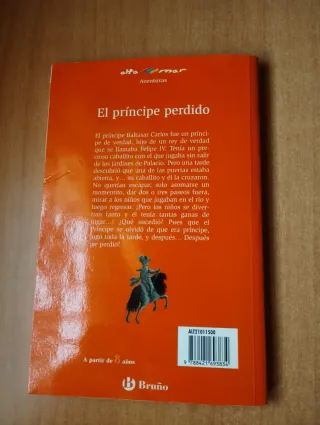 alta mar
Aventuras
El príncipe perdido
El príncipe Baltasar Carlos fue un prínci-
pe de verdad, hijo de un rey de verdad
que se llamaba Felipe IV. Tenía un pre-
cioso caballito con el que jugaba sin salir
de los jardines de Palacio. Pero una tarde
descubrió que una de las puertas estaba
abierta, y... su caballito y él la cruzaron.
No querían escapar, solo asomarse un
momentito, dar dos o tres pasos fuera,
mirar a los niños que jugaban en el río y
luego regresar. ¡Pero los niños se diver-
tían tanto y él tenía tantas ganas de
jugar...! ¿Qué sucedió? Pues que el
Príncipe se olvidó de que era príncipe,
jugó toda la tarde, y después... Después
se perdió!
ALTZ1011500
9 788421 693834
A partir de 8 años
Bruño